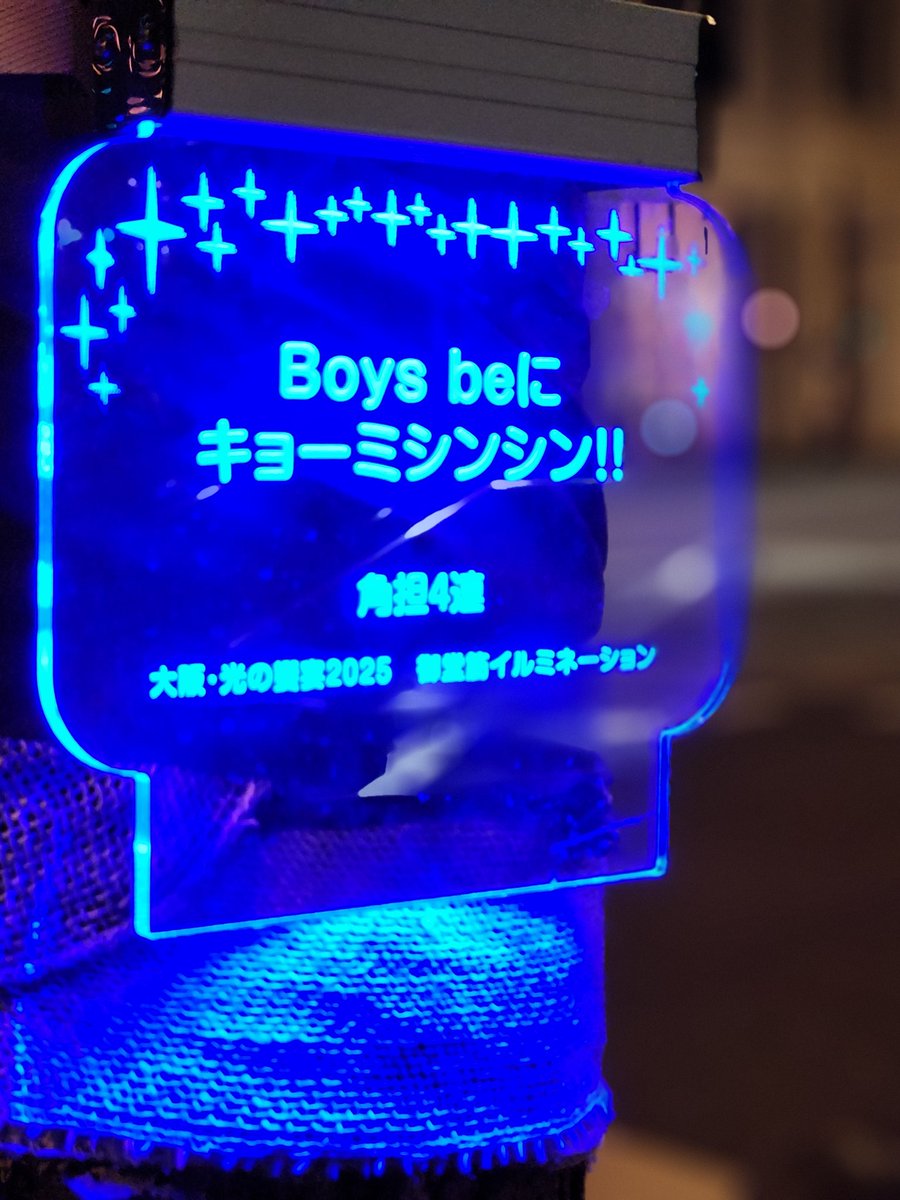 Boys beに
キョーミシンシン!!
角担4連
大阪・光の饗宴2025 御堂筋イルミネーション